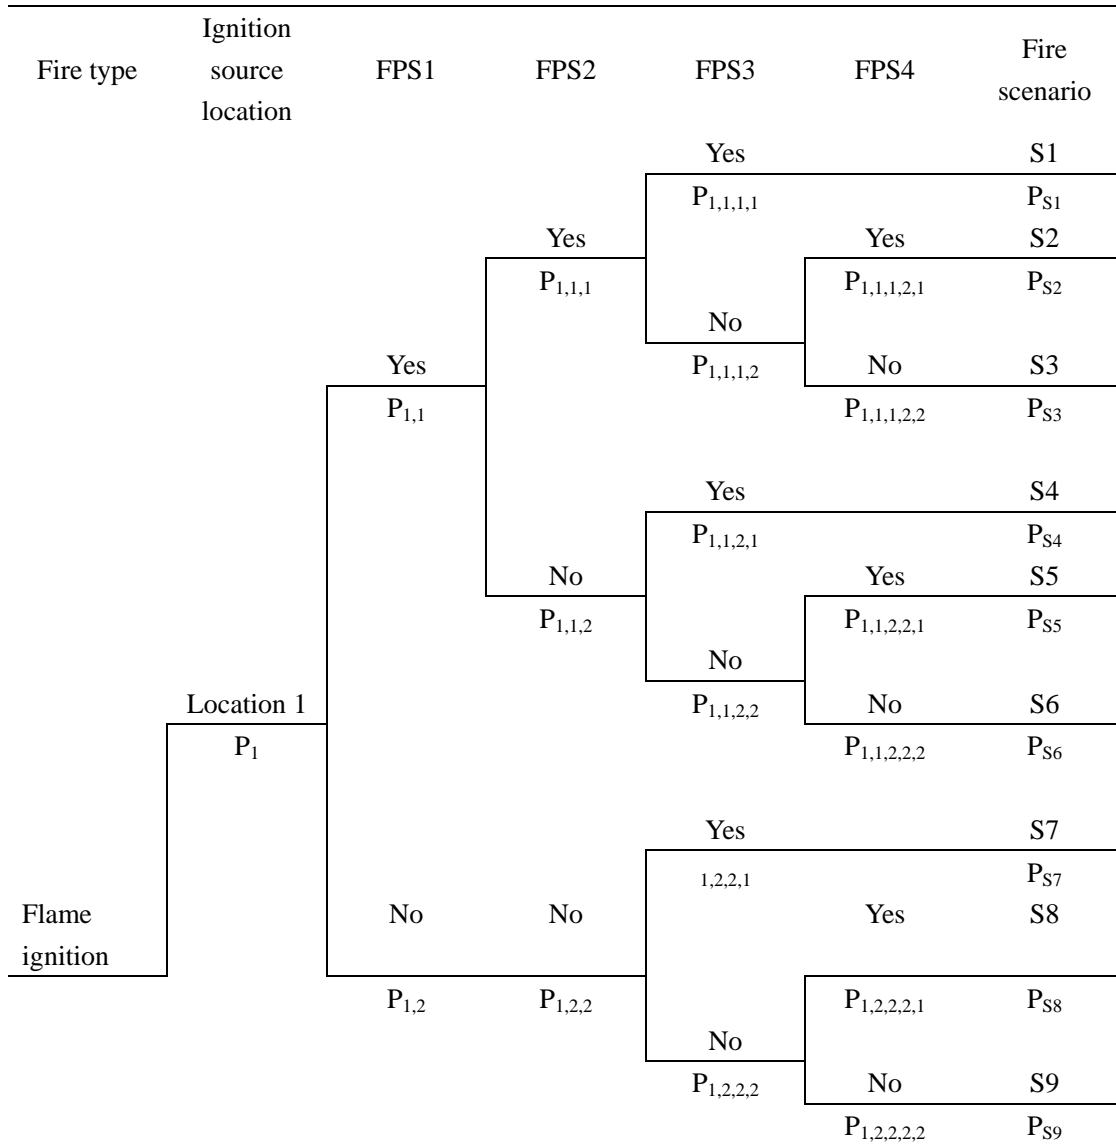 Fire type
Ignition
source
location
FPS1
FPS2
FPS3
FPS4
Fire
scenario
Yes
S1
P1,1,1,1
PS1
Yes
Yes
S2
P1,1,1
P1,1,1,2,1
PS2
No
Yes
P1,1,1,2
No
S3
P1,1
P1,1,1,2,2
PS3
Yes
S4
P1,1,2,1
PS4
No
Yes
S5
P1,1,2
P1,1,2,2,1
PS5
No
Location 1
P1,1,2,2
No
S6
P1
P1,1,2,2,2
PS6
Yes
S7
1,2,2,1
PS7
Flame
ignition
No
No
Yes
S8
P1,2
P1,2,2
P1,2,2,2,1
PS8
No
P1,2,2,2
No
S9
P1,2,2,2,2
PS9